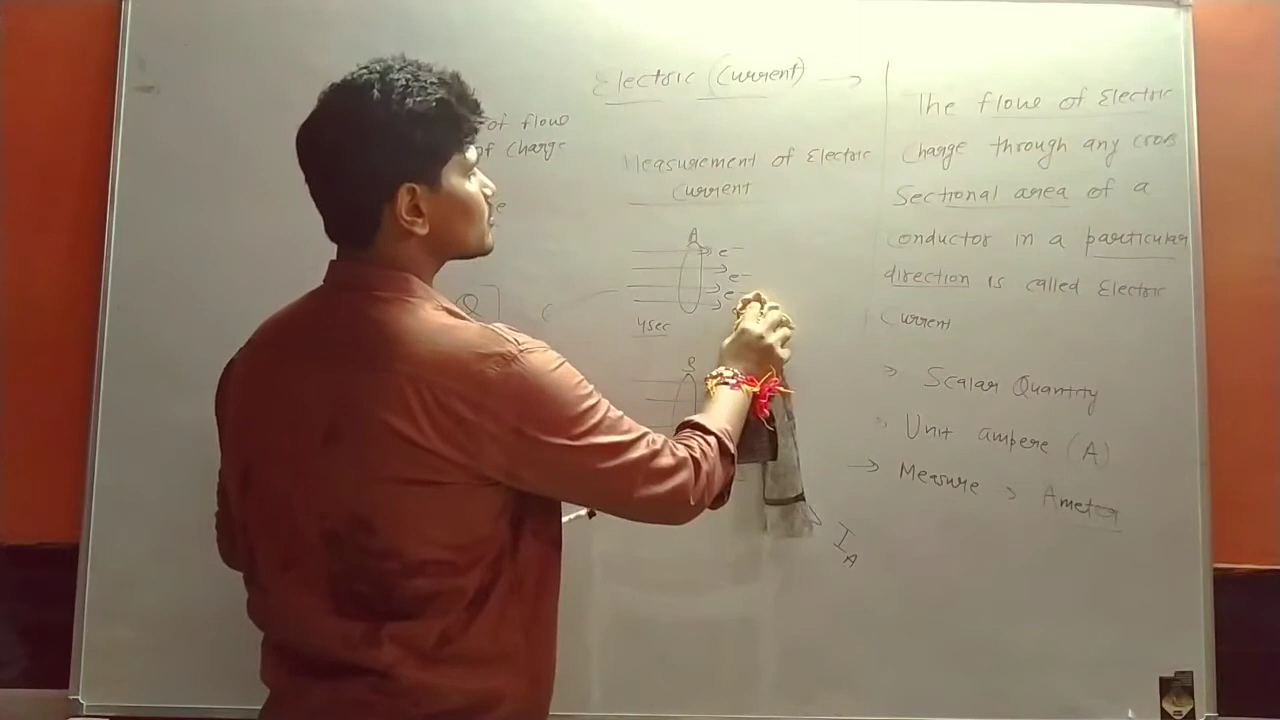 Electric (Current) →
of flow
of charge
e
Measurement of Electric
Current
A
e⁻
e⁻
e⁻
4sec
Q
B
The flow of Electric
Charge through any cross
Sectional area of a
conductor in a particular
direction is called Electric
Current
→ Scalar Quantity
→ Unit ampere (A)
→ Measure → Ameter
I_A